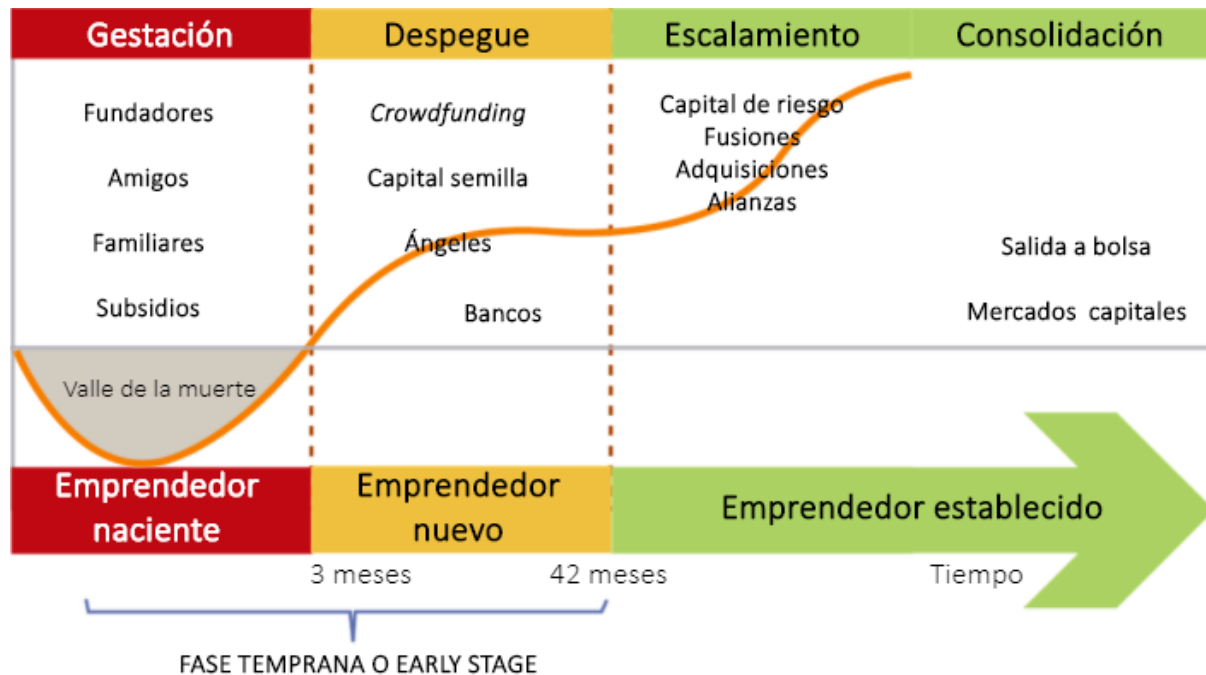 Gestación
Despegue
Escalamiento
Consolidación
Fundadores
Amigos
Familiares
Subsidios
Crowdfunding
Capital semilla
Ángeles
Bancos
Capital de riesgo
Fusiones
Adquisiciones
Alianzas
Salida a bolsa
Mercados capitales
Valle de la muerte
Emprendedor
naciente
Emprendedor
nuevo
Emprendedor establecido
3 meses
42 meses
Tiempo
FASE TEMPRANA O EARLY STAGE